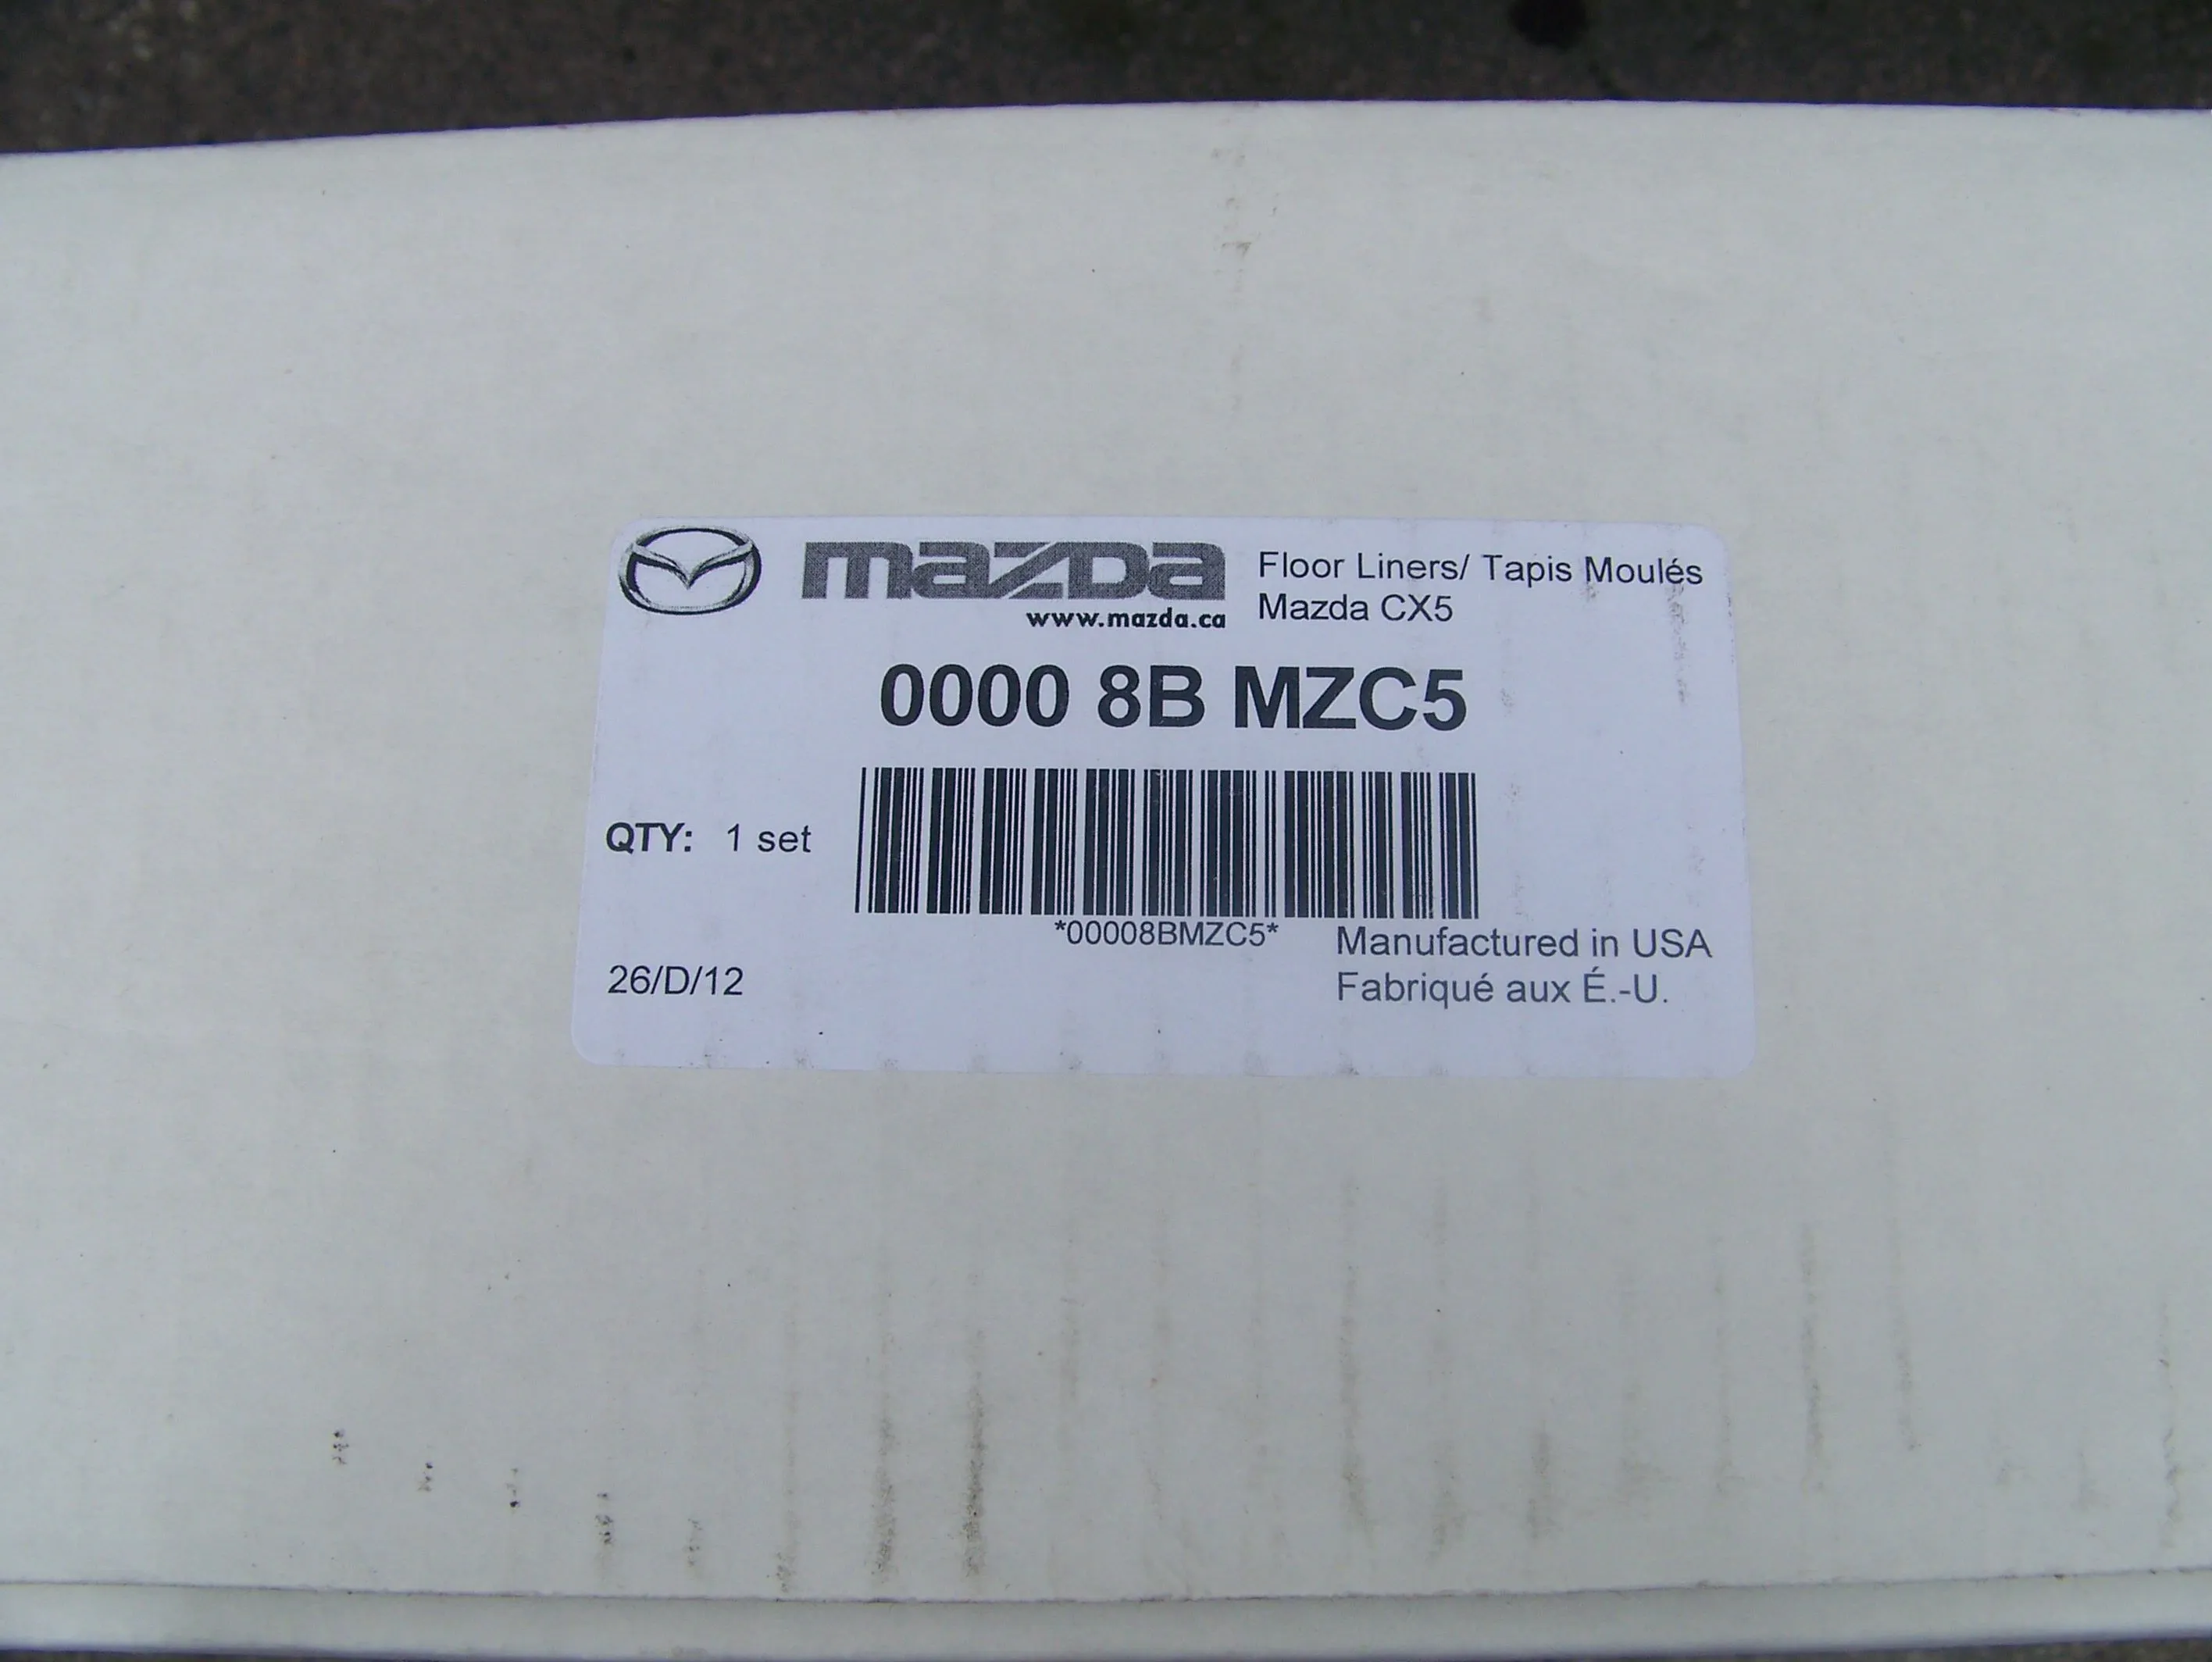 mazda
www.mazda.ca
Floor Liners/ Tapis Moulés
Mazda CX5
0000 8B MZC5
QTY: 1 set
*00008BMZC5*
26/D/12
Manufactured in USA
Fabriqué aux É.-U.